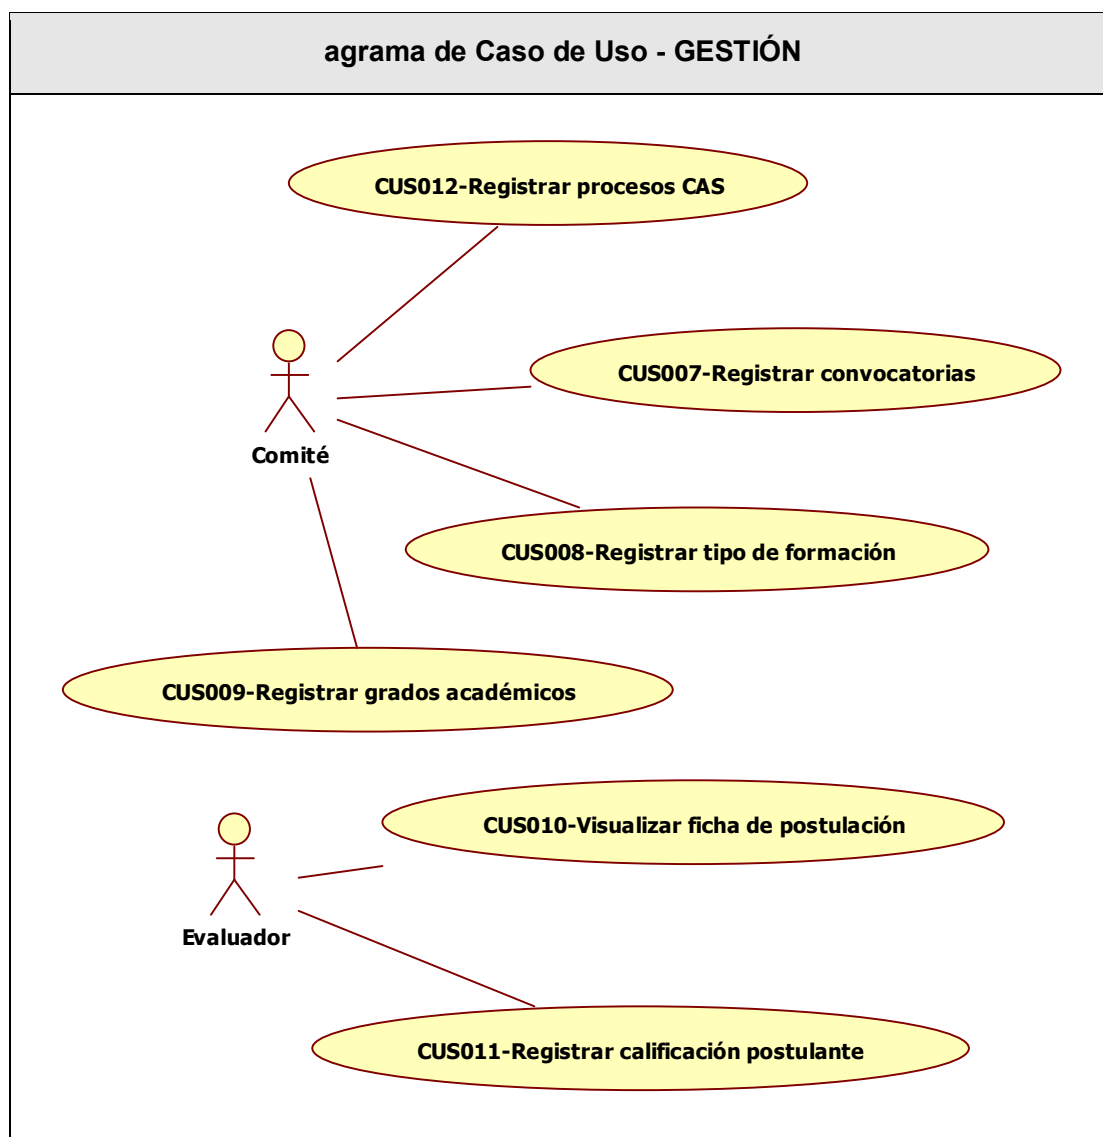 agrama de Caso de Uso - GESTIÓN
CUS012-Registrar procesos CAS
CUS007-Registrar convocatorias
Comité
CUS008-Registrar tipo de formación
CUS009-Registrar grados académicos
CUS010-Visualizar ficha de postulación
Evaluador
CUS011-Registrar calificación postulante